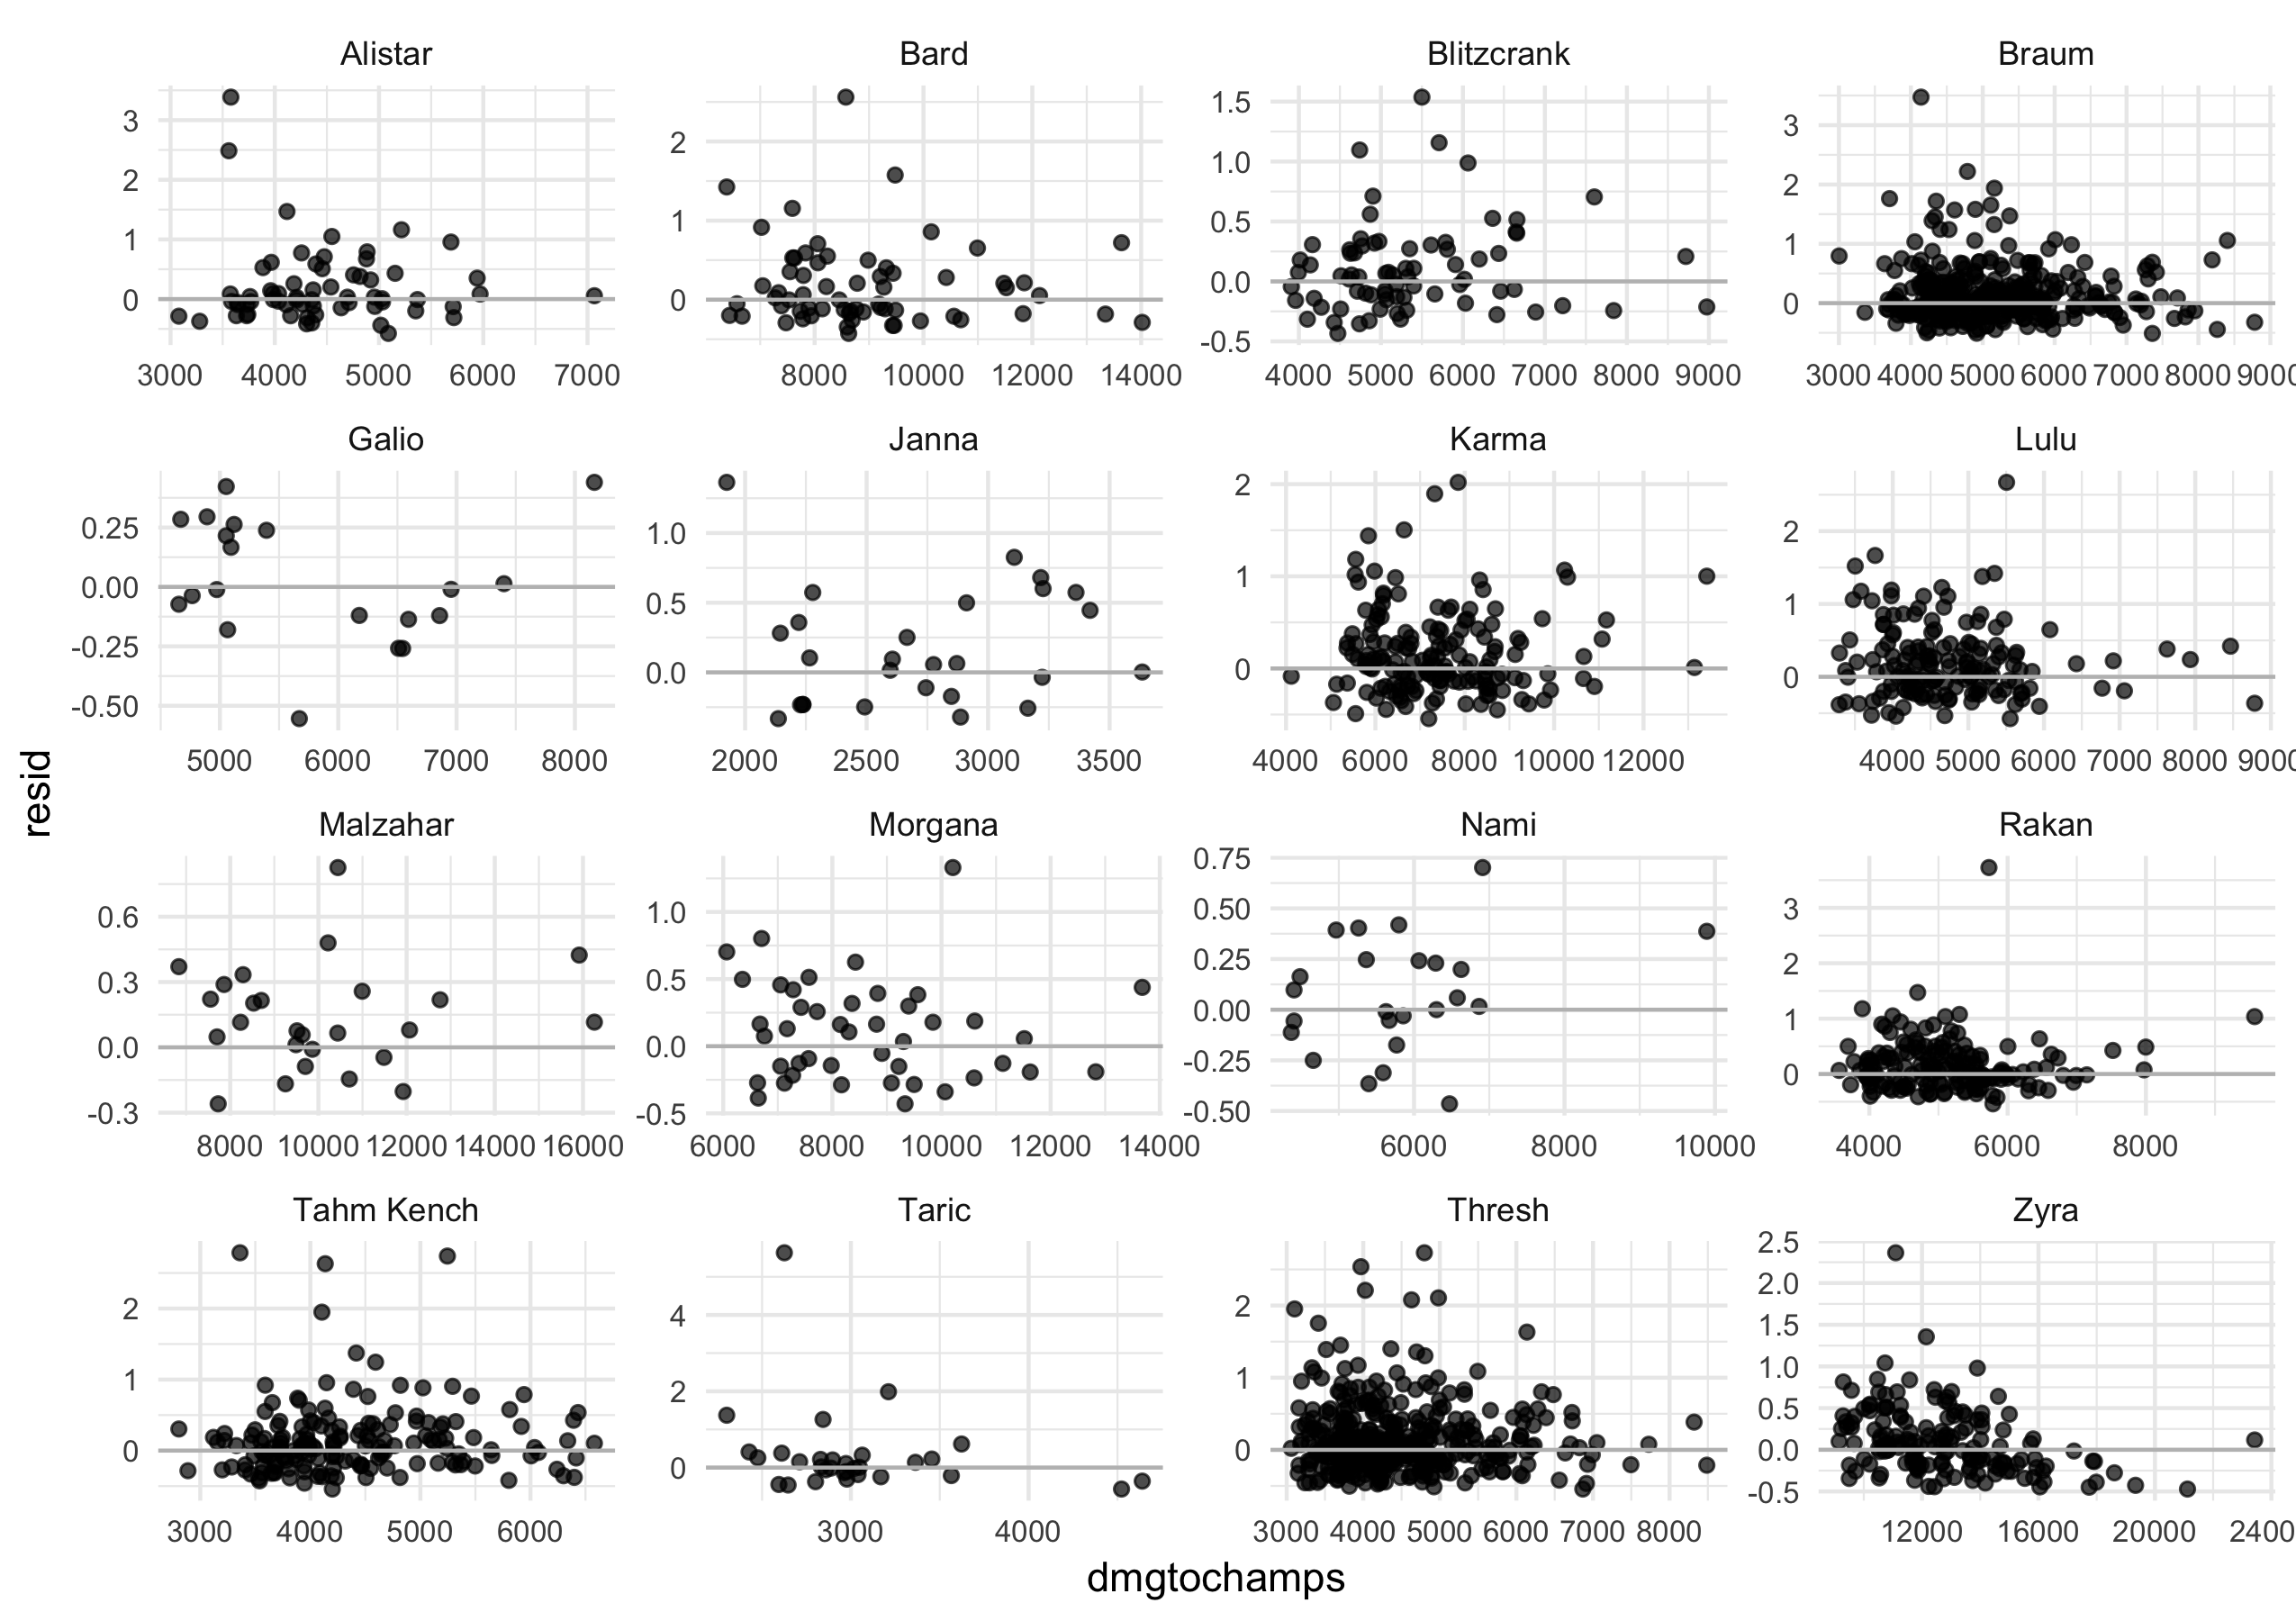 Alistar Bard Blitzcrank Braum
3 2 1 0
2 1 0
1.5 1.0 0.5 0.0 -0.5
3 2 1 0
3000 4000 5000 6000 7000
8000 10000 12000 14000
4000 5000 6000 7000 8000 9000
3000 4000 5000 6000 7000 8000
Galio Janna Karma Lulu
0.25 0.00 -0.25 -0.50
1.0 0.5 0.0
2 1 0
2 1 0
5000 6000 7000 8000
2000 2500 3000 3500
4000 6000 8000 10000 12000
4000 5000 6000 7000 8000
resid
Malzahar Morgana Nami Rakan
0.6 0.3 0.0 -0.3
1.0 0.5 0.0 -0.5
0.75 0.50 0.25 0.00 -0.25 -0.50
3 2 1 0
8000 10000 12000 14000 16000
6000 8000 10000 12000 14000
6000 8000 10000
4000 6000 8000
Tahm Kench Taric Thresh Zyra
2 1 0
4 2 0
2 1 0
2.5 2.0 1.5 1.0 0.5 0.0 -0.5
3000 4000 5000 6000
3000 4000
3000 4000 5000 6000 7000 8000
12000 16000 20000
dmgtochamps